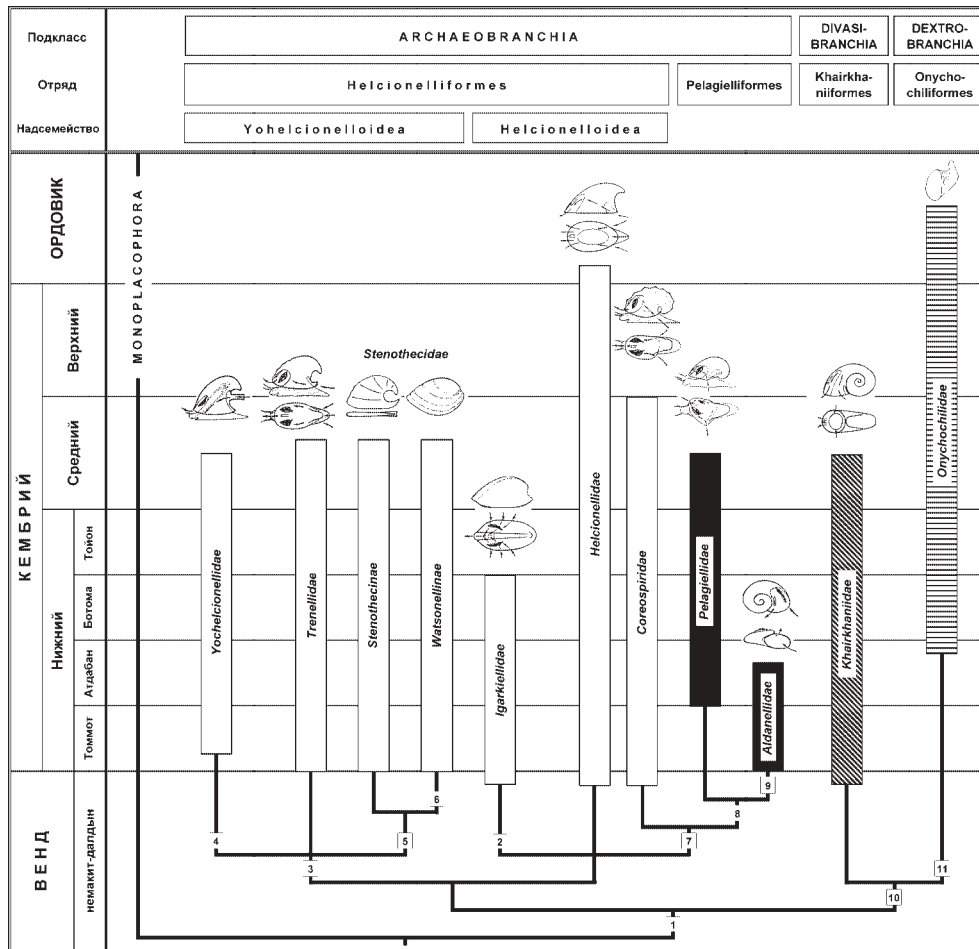 Подкласс
ARCHAEOBRANCHIA
DIVASI-
BRANCHIA
DEXTRO-
BRANCHIA
Отряд
Helcionelliformes
Pelagielliformes
Khairkha-
niiformes
Onycho-
chiliformes
Надсемейство
Yohelcionelloidea
Helcionelloidea
ОРДОВИК
MONOPLACOPHORA
КЕМБРИЙ
Верхний
Stenothecidae
Средний
Нижний
Тойон
Ботома
Атдабан
Томмот
Yochelcionellidae
Trenellidae
Stenothecinae
Watsonellinae
Igarkiellidae
Helcionellidae
Coreospiridae
Pelagiellidae
Aldanellidae
Khairkhaniidae
Onychochilidae
ВЕНД
немакит-далдын
6
9
8
4
5
2
7
3
11
10
1